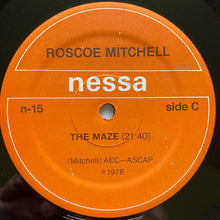 ROSCOE MITCHELL
nessa
n-15 side C
THE MAZE (21:40)
(Mitchell) AEC—ASCAP
℗1978